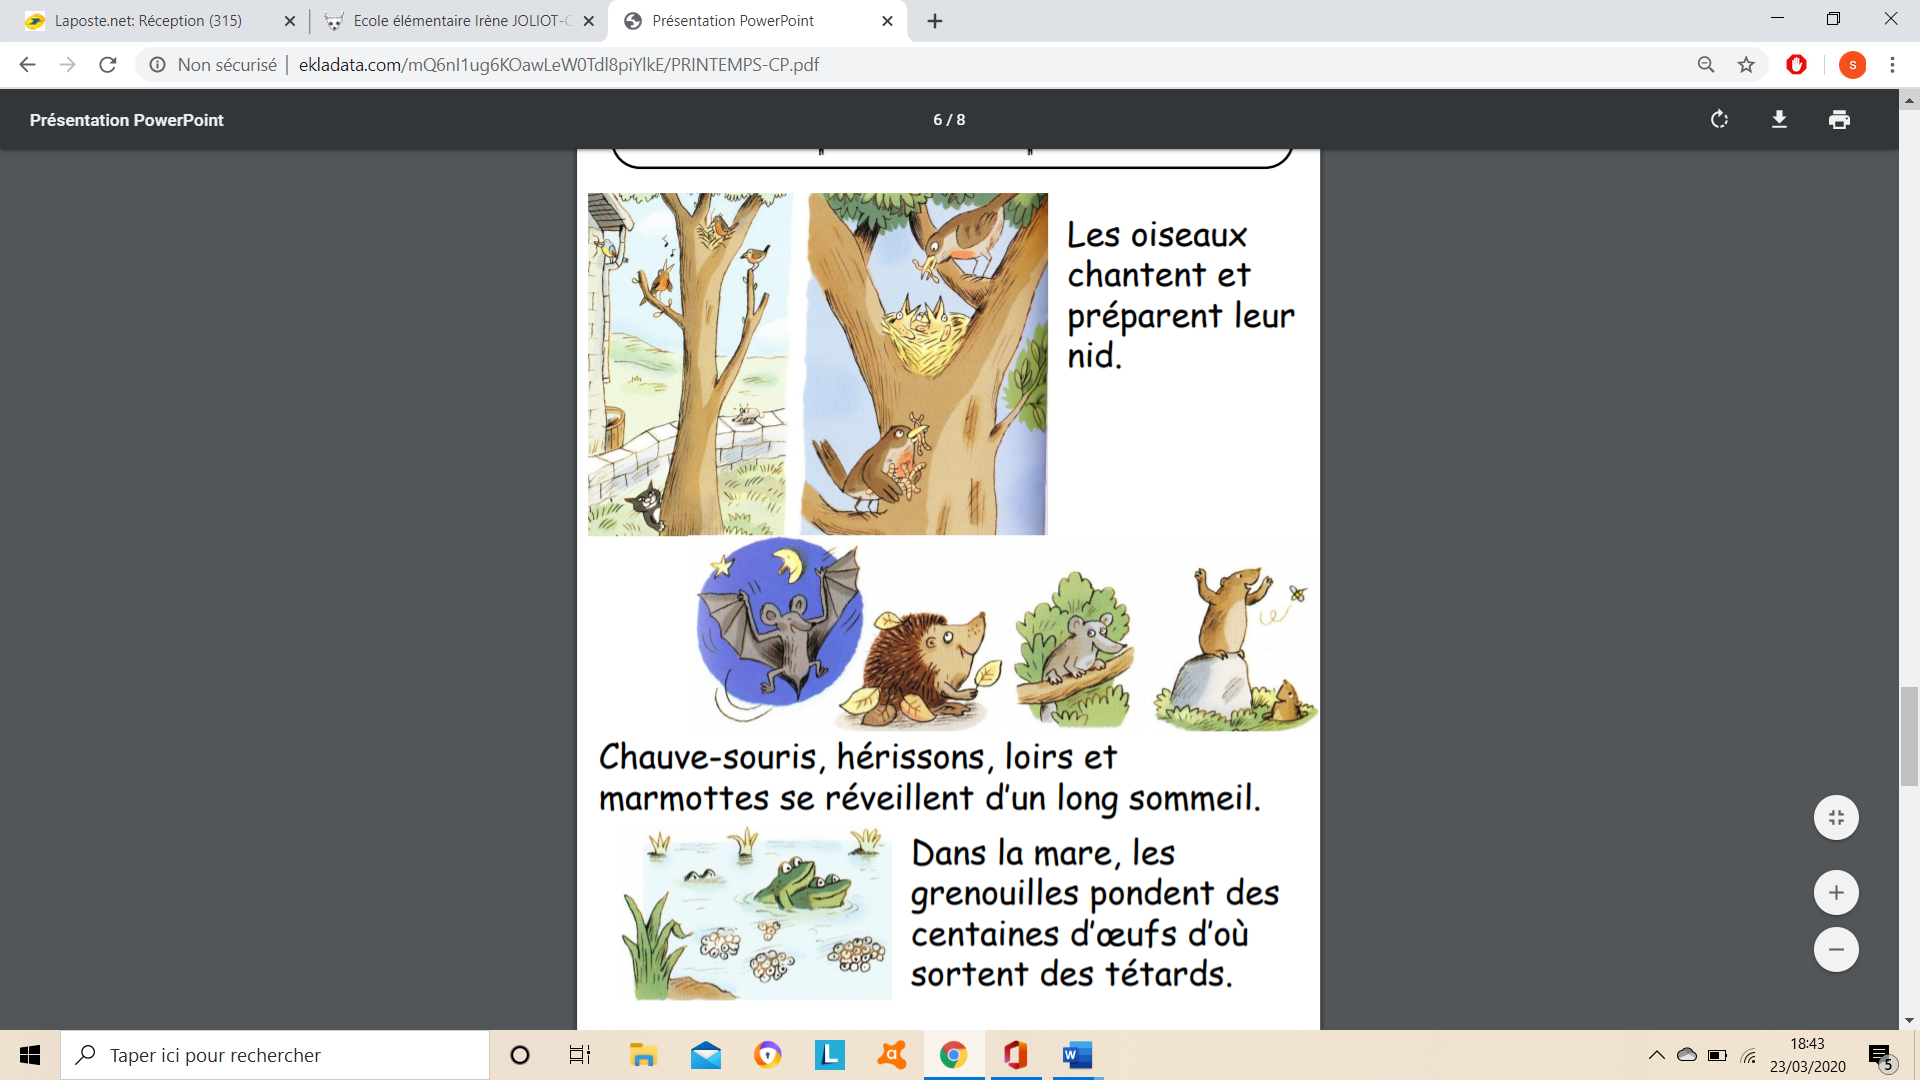 Laposte.net: Réception (315)
Ecole élémentaire Irène JOLIOT-C
Présentation PowerPoint
Non sécurisé | ekladata.com/mQ6nI1ug6KOawLeW0Tdl8piYlkE/PRINTEMPS-CP.pdf
s
Présentation PowerPoint
6 / 8
Les oiseaux
chantent et
préparent leur
nid.
Chauve-souris, hérissons, loirs et
marmottes se réveillent d’un long sommeil.
Dans la mare, les
grenouilles pondent des
centaines d’œufs d’où
sortent des tétards.
Taper ici pour rechercher
L
W
18:43
23/03/2020
5